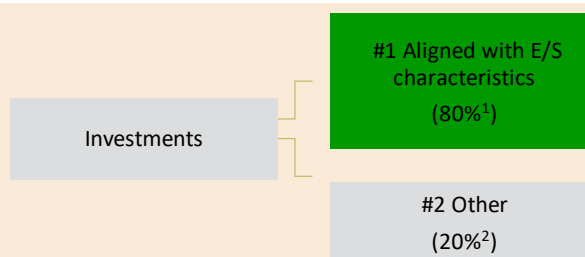 #1 Aligned with E/S
characteristics
(80%¹)
Investments
#2 Other
(20%²)